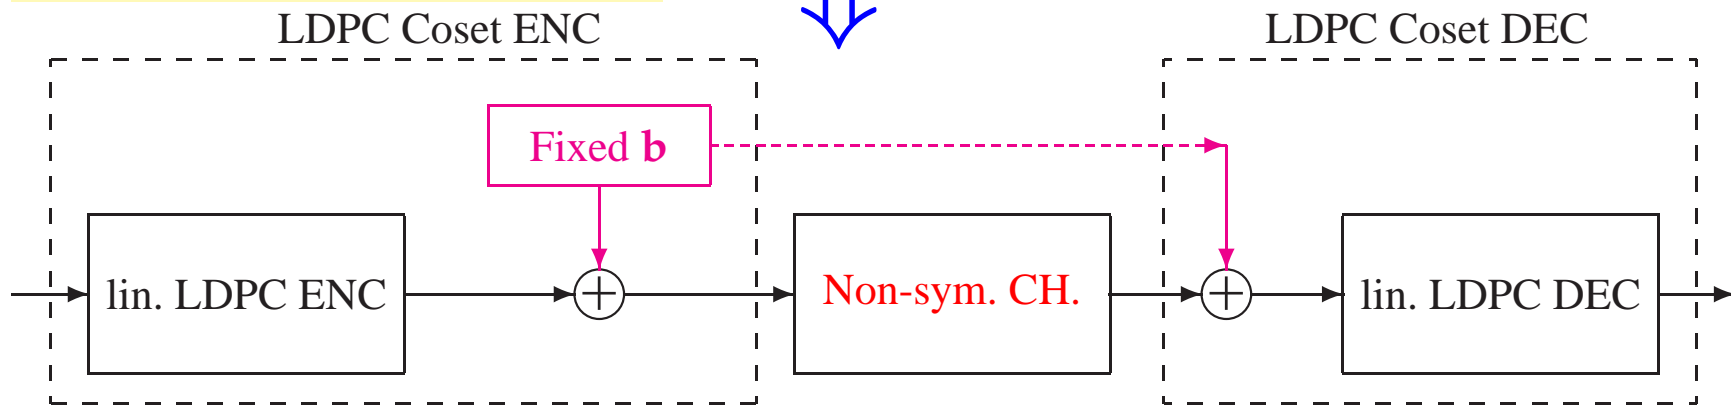 LDPC Coset ENC
LDPC Coset DEC
Fixed b
lin. LDPC ENC
Non-sym. CH.
lin. LDPC DEC